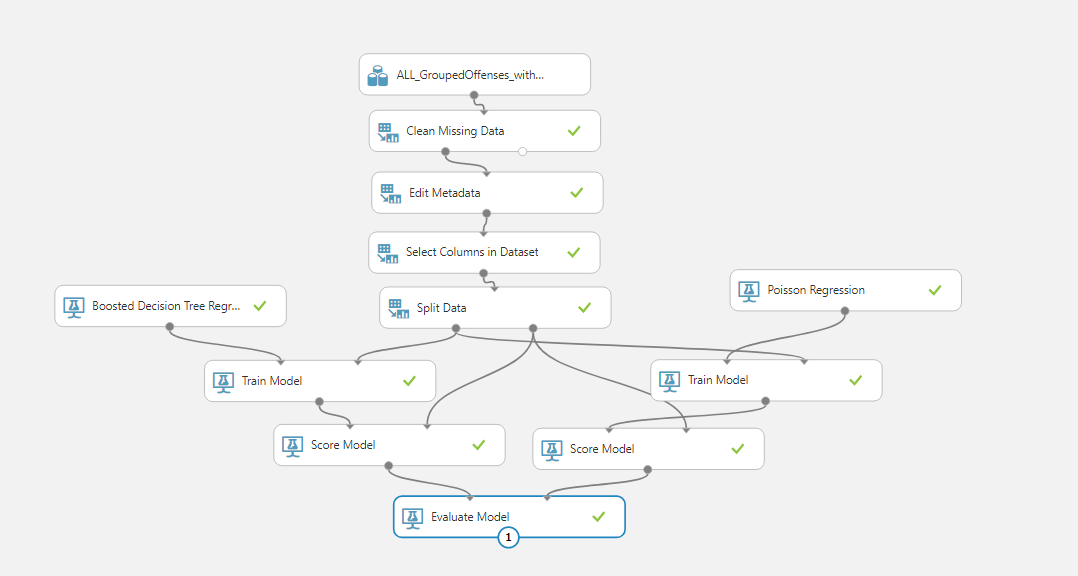 ALL_GroupedOffenses_with...
Clean Missing Data
Edit Metadata
Select Columns in Dataset
Boosted Decision Tree Regr...
Split Data
Poisson Regression
Train Model
Train Model
Score Model
Score Model
Evaluate Model
1